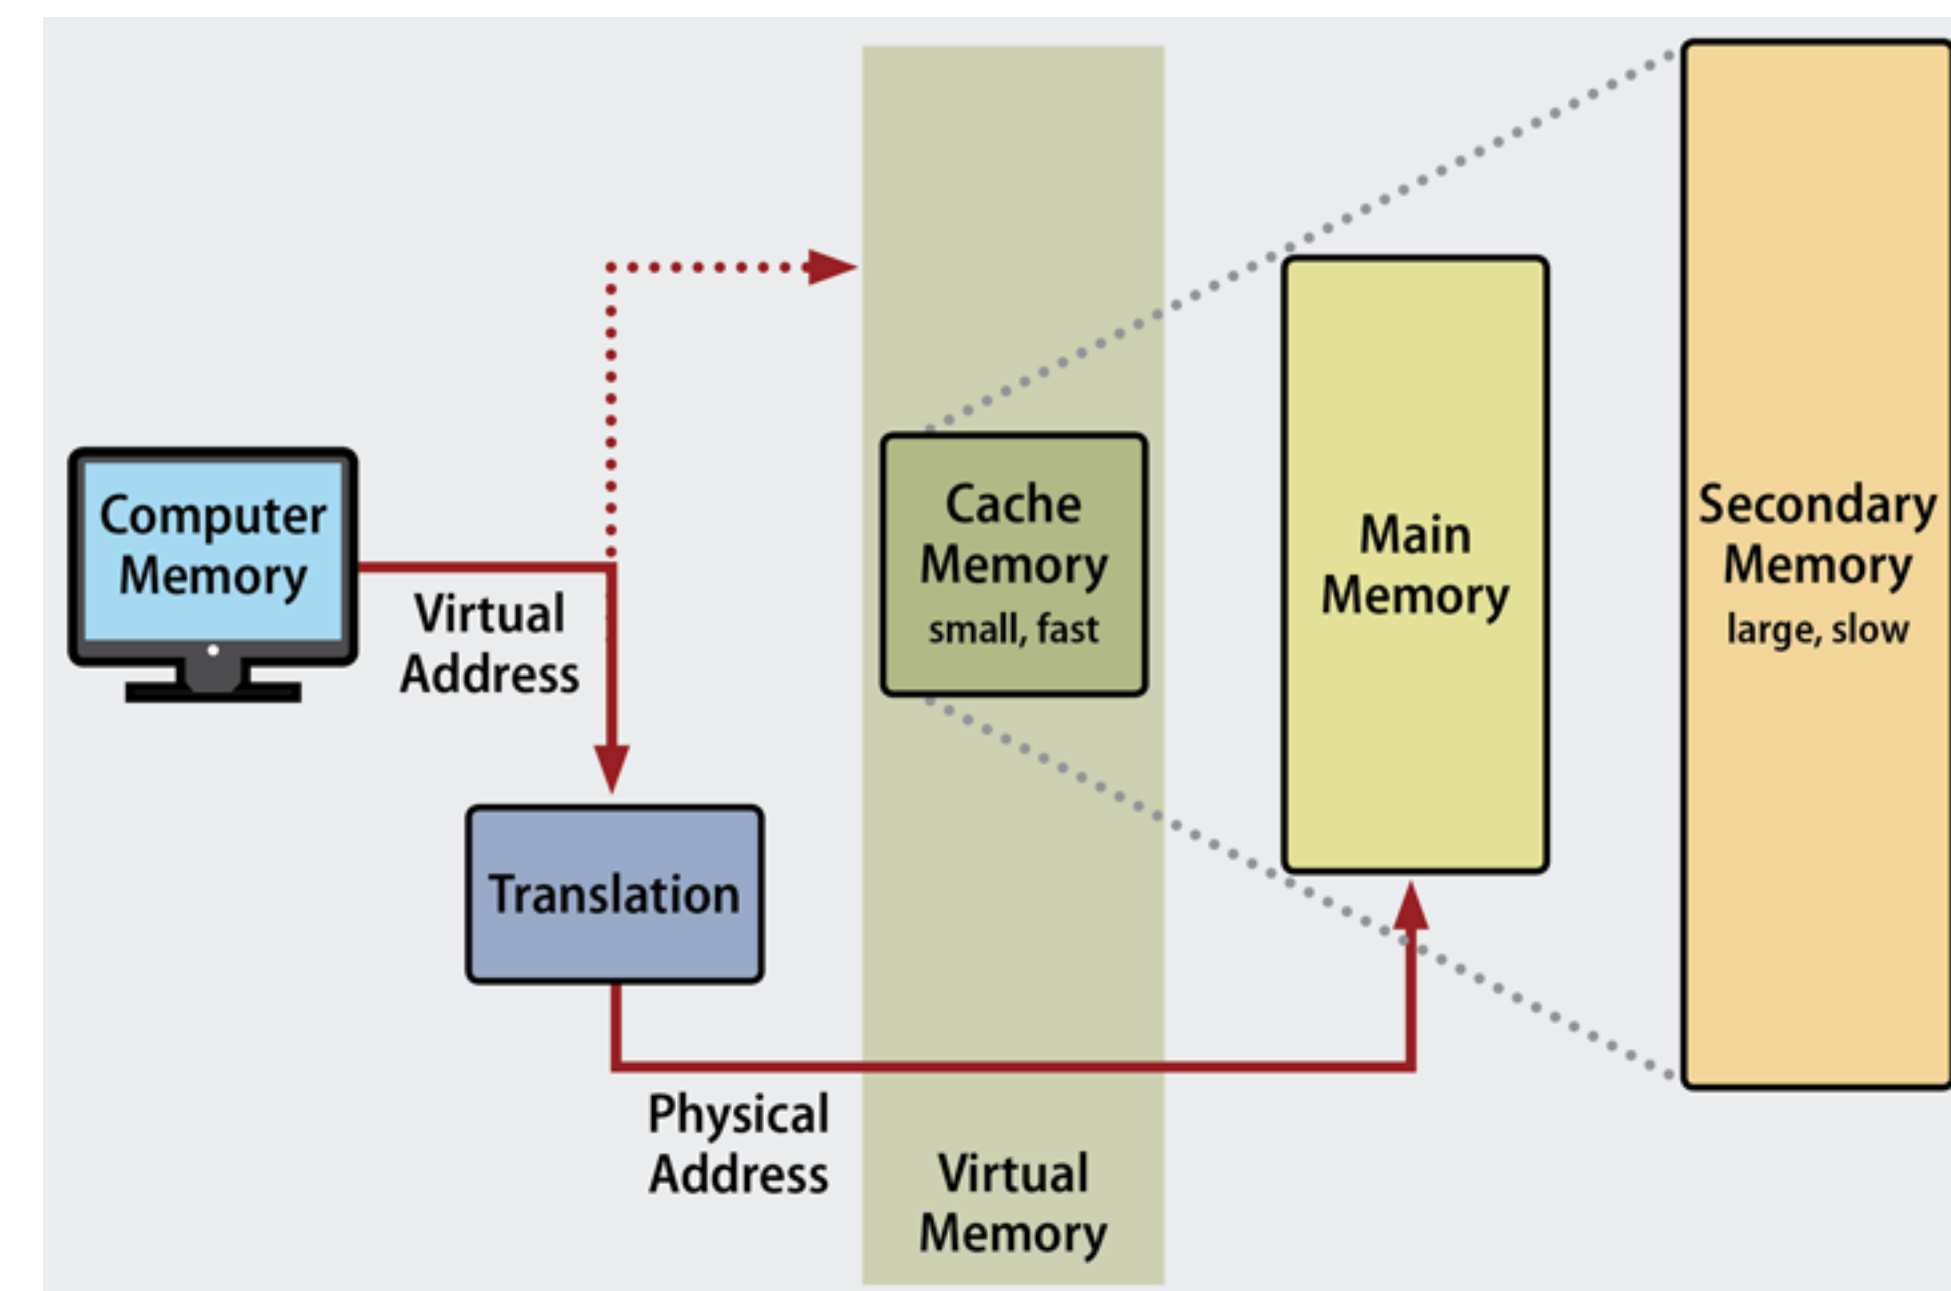 Computer
Memory
Virtual
Address
Translation
Physical
Address
Cache
Memory
small, fast
Virtual
Memory
Main
Memory
Secondary
Memory
large, slow